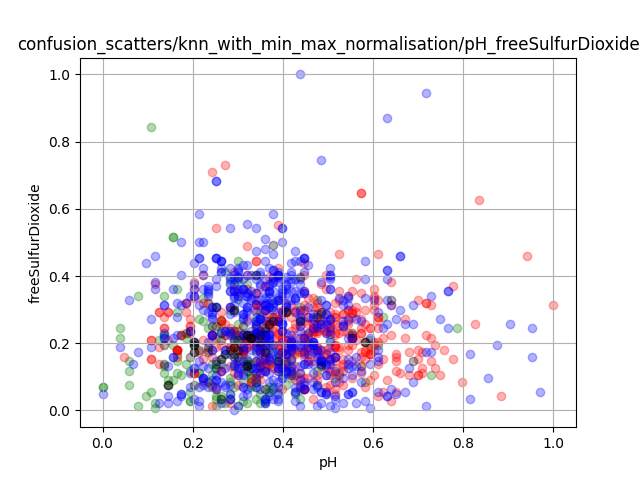 confusion_scatters/knn_with_min_max_normalisation/pH_freeSulfurDioxide
1.0
0.8
0.6
0.4
0.2
0.0
freeSulfurDioxide
0.0 0.2 0.4 0.6 0.8 1.0
pH